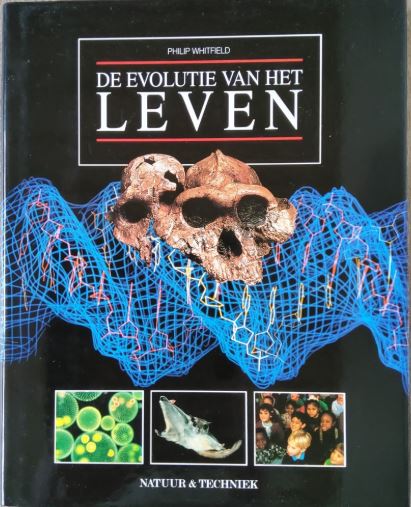 PHILIP WHITFIELD
DE EVOLUTIE VAN HET
LEVEN
NATUUR & TECHNIEK